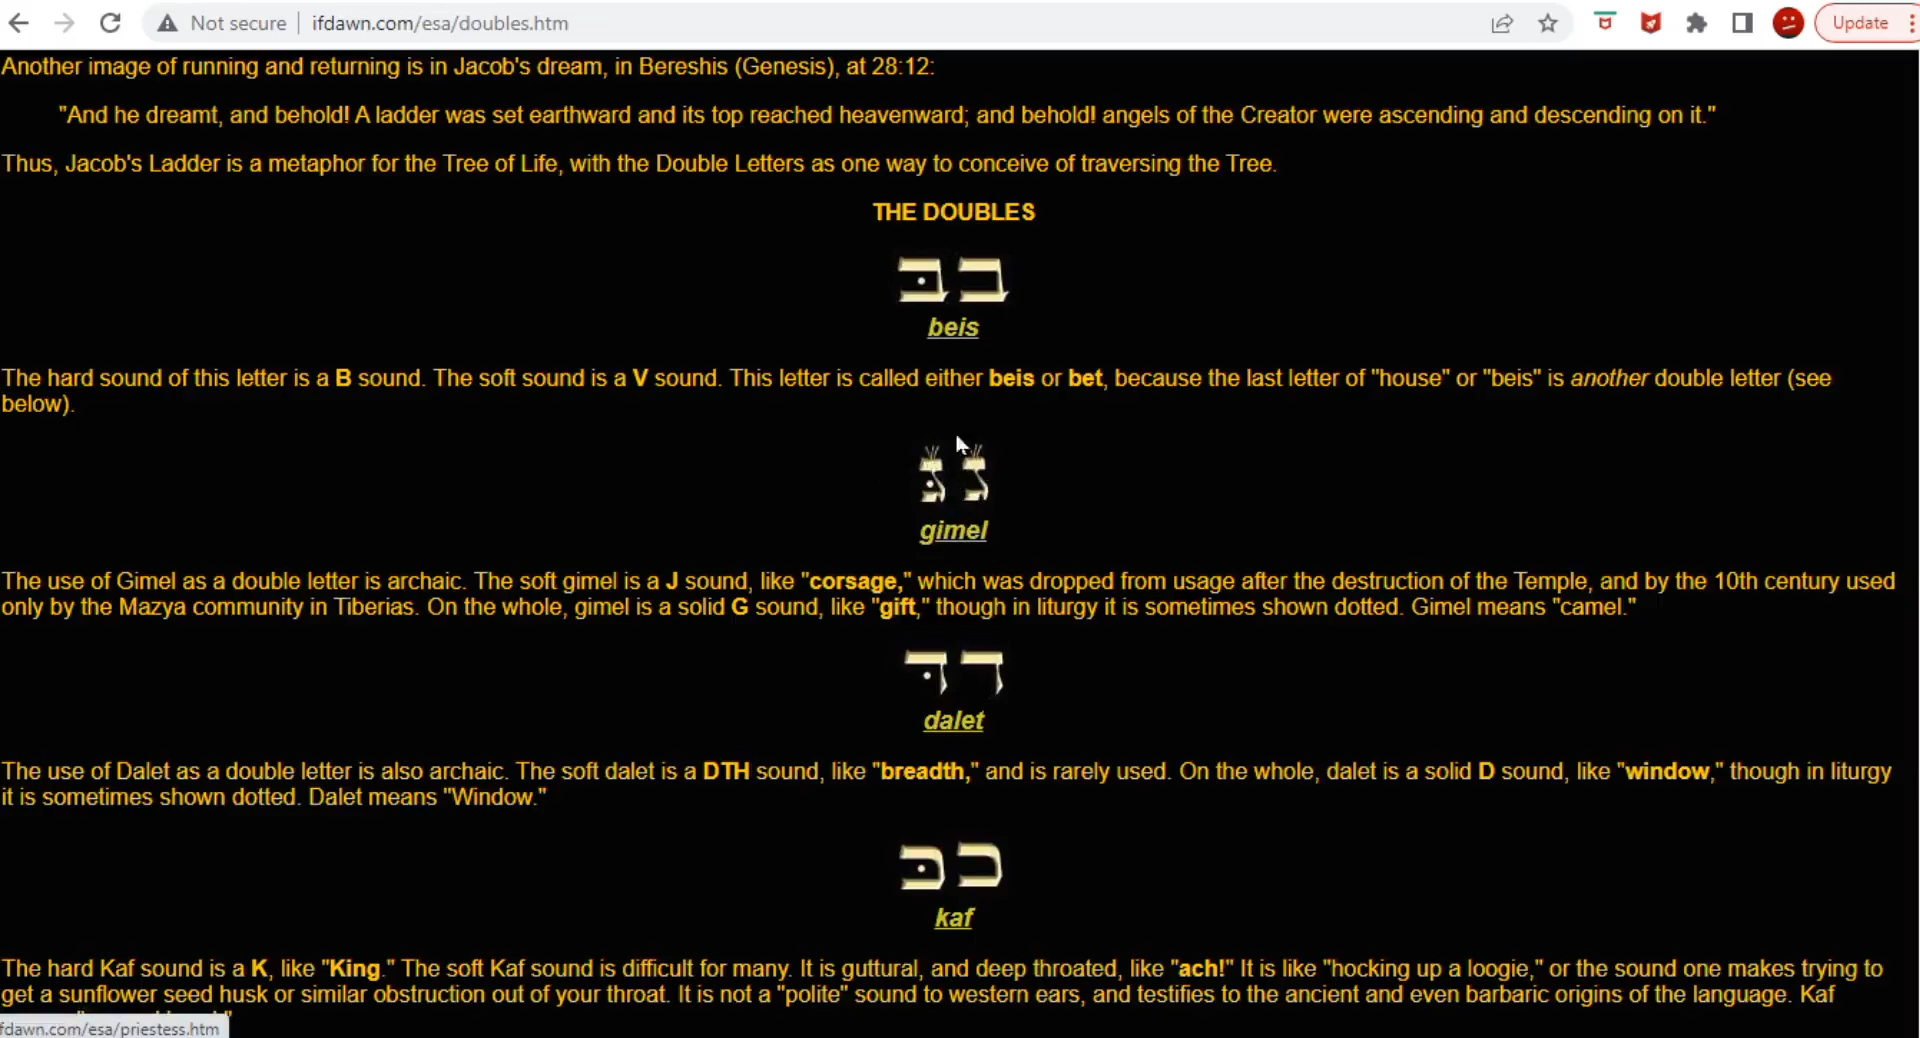 Not secure
ifdawn.com/esa/doubles.htm
Update
Another image of running and returning is in Jacob's dream, in Bereshis (Genesis), at 28:12:
"And he dreamt, and behold! A ladder was set earthward and its top reached heavenward; and behold! angels of the Creator were ascending and descending on it."
Thus, Jacob's Ladder is a metaphor for the Tree of Life, with the Double Letters as one way to conceive of traversing the Tree.
THE DOUBLES
ב בּ
beis
The hard sound of this letter is a B sound. The soft sound is a V sound. This letter is called either beis or bet, because the last letter of "house" or "beis" is another double letter (see
below).
ג גּ
gimel
The use of Gimel as a double letter is archaic. The soft gimel is a J sound, like "corsage," which was dropped from usage after the destruction of the Temple, and by the 10th century used
only by the Mazya community in Tiberias. On the whole, gimel is a solid G sound, like "gift," though in liturgy it is sometimes shown dotted. Gimel means "camel."
ד דּ
dalet
The use of Dalet as a double letter is also archaic. The soft dalet is a DTH sound, like "breadth," and is rarely used. On the whole, dalet is a solid D sound, like "window," though in liturgy
it is sometimes shown dotted. Dalet means "Window."
כ כּ
kaf
The hard Kaf sound is a K, like "King." The soft Kaf sound is difficult for many. It is guttural, and deep throated, like "ach!" It is like "hocking up a loogie," or the sound one makes trying to
get a sunflower seed husk or similar obstruction out of your throat. It is not a "polite" sound to western ears, and testifies to the ancient and even barbaric origins of the language. Kaf
fdawn.com/esa/priestess.htm